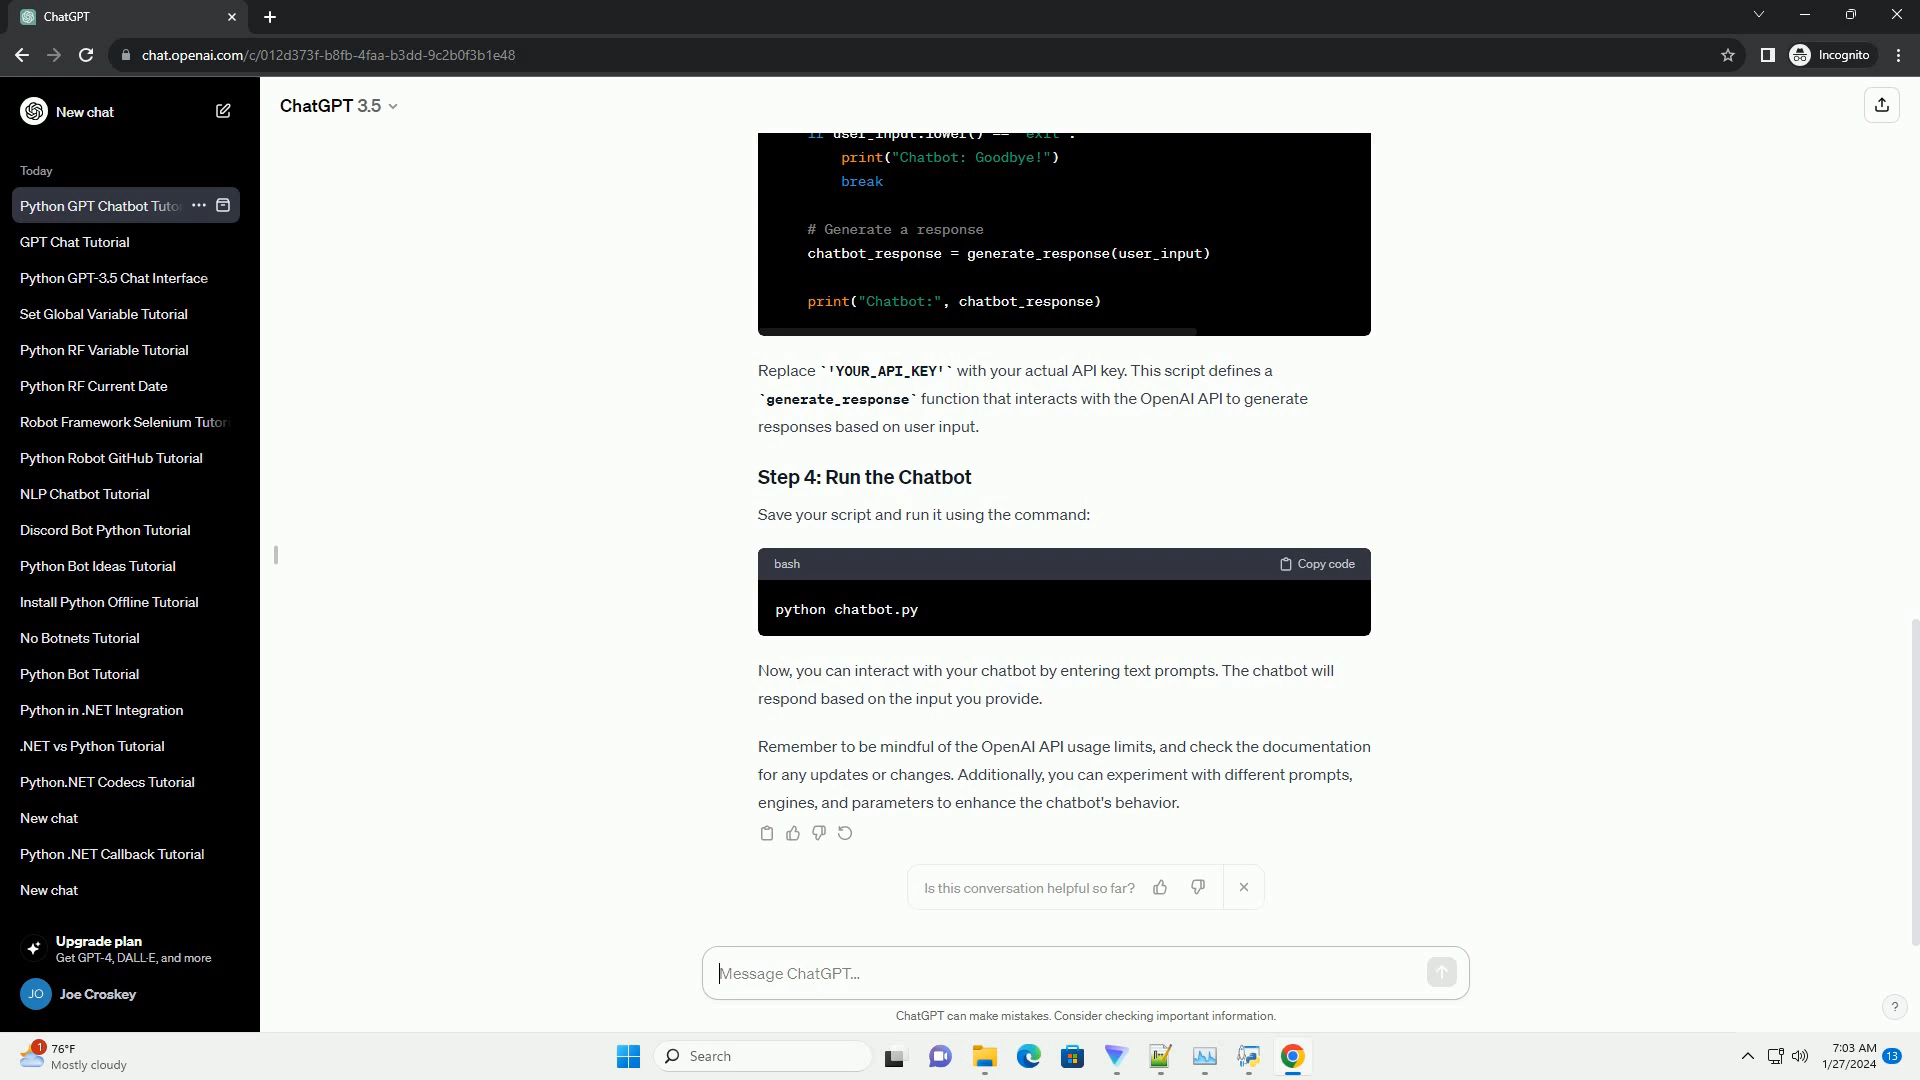 ChatGPT
chat.openai.com/c/012d373f-b8fb-4faa-b3dd-9c2b0f3b1e48
Incognito
New chat
Today
Python GPT Chatbot Tuto
GPT Chat Tutorial
Python GPT-3.5 Chat Interface
Set Global Variable Tutorial
Python RF Variable Tutorial
Python RF Current Date
Robot Framework Selenium Tutor
Python Robot GitHub Tutorial
NLP Chatbot Tutorial
Discord Bot Python Tutorial
Python Bot Ideas Tutorial
Install Python Offline Tutorial
No Botnets Tutorial
Python Bot Tutorial
Python in .NET Integration
.NET vs Python Tutorial
Python.NET Codecs Tutorial
New chat
Python .NET Callback Tutorial
New chat
Upgrade plan
Get GPT-4, DALL·E, and more
JO Joe Croskey
ChatGPT 3.5
if user_input.lower() == 'exit':
print("Chatbot: Goodbye!")
break
# Generate a response
chatbot_response = generate_response(user_input)
print("Chatbot:", chatbot_response)
Replace `'YOUR_API_KEY'` with your actual API key. This script defines a
`generate_response` function that interacts with the OpenAI API to generate
responses based on user input.
Step 4: Run the Chatbot
Save your script and run it using the command:
bash Copy code
python chatbot.py
Now, you can interact with your chatbot by entering text prompts. The chatbot will
respond based on the input you provide.
Remember to be mindful of the OpenAI API usage limits, and check the documentation
for any updates or changes. Additionally, you can experiment with different prompts,
engines, and parameters to enhance the chatbot's behavior.
Is this conversation helpful so far?
Message ChatGPT...
ChatGPT can make mistakes. Consider checking important information.
?
1 76°F
Mostly cloudy
Search
7:03 AM
1/27/2024 13